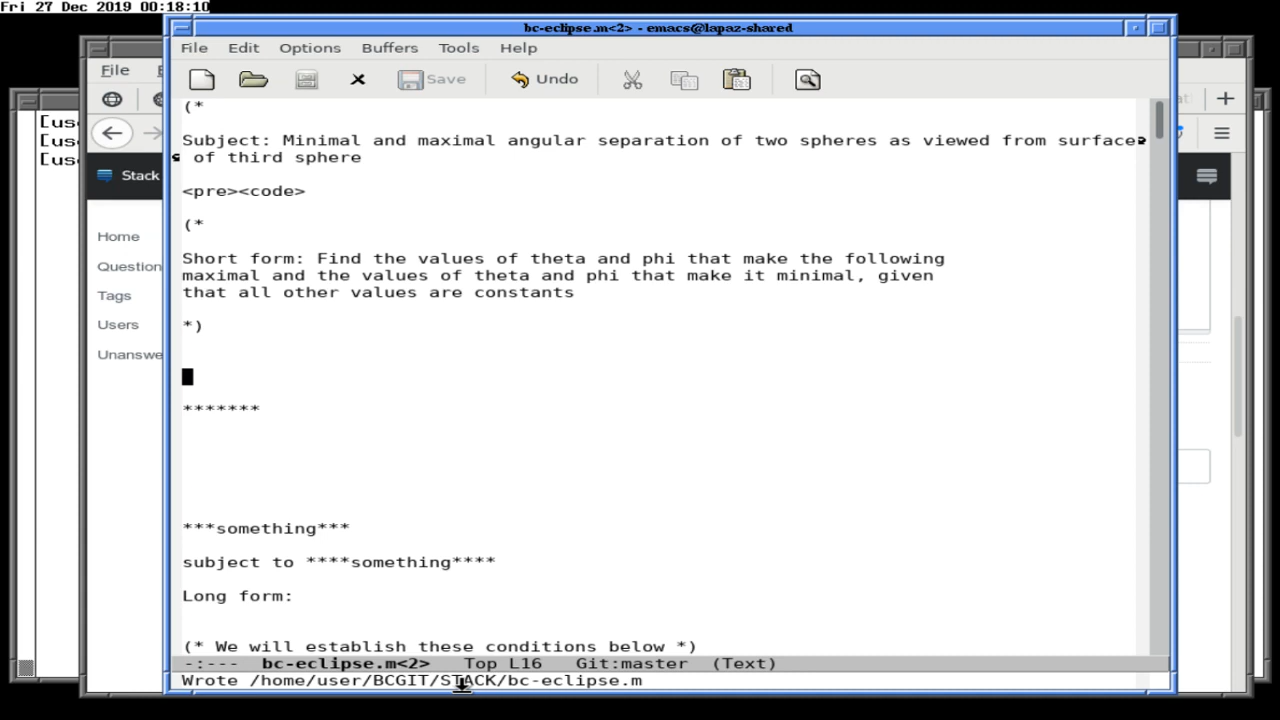 Fri 27 Dec 2019 00:18:10
bc-eclipse.m<2> - emacs@lapaz-shared
File Edit Options Buffers Tools Help
Save Undo
File
[us
[us
[us
Stack
Home
Question
Tags
Users
Unanswe
(*
Subject: Minimal and maximal angular separation of two spheres as viewed from surface
of third sphere
<pre><code>
(*
Short form: Find the values of theta and phi that make the following
maximal and the values of theta and phi that make it minimal, given
that all other values are constants
*)
*******
***something***
subject to ****something****
Long form:
(* We will establish these conditions below *)
-:--- bc-eclipse.m<2> Top L16 Git:master (Text)
Wrote /home/user/BCGIT/STACK/bc-eclipse.m